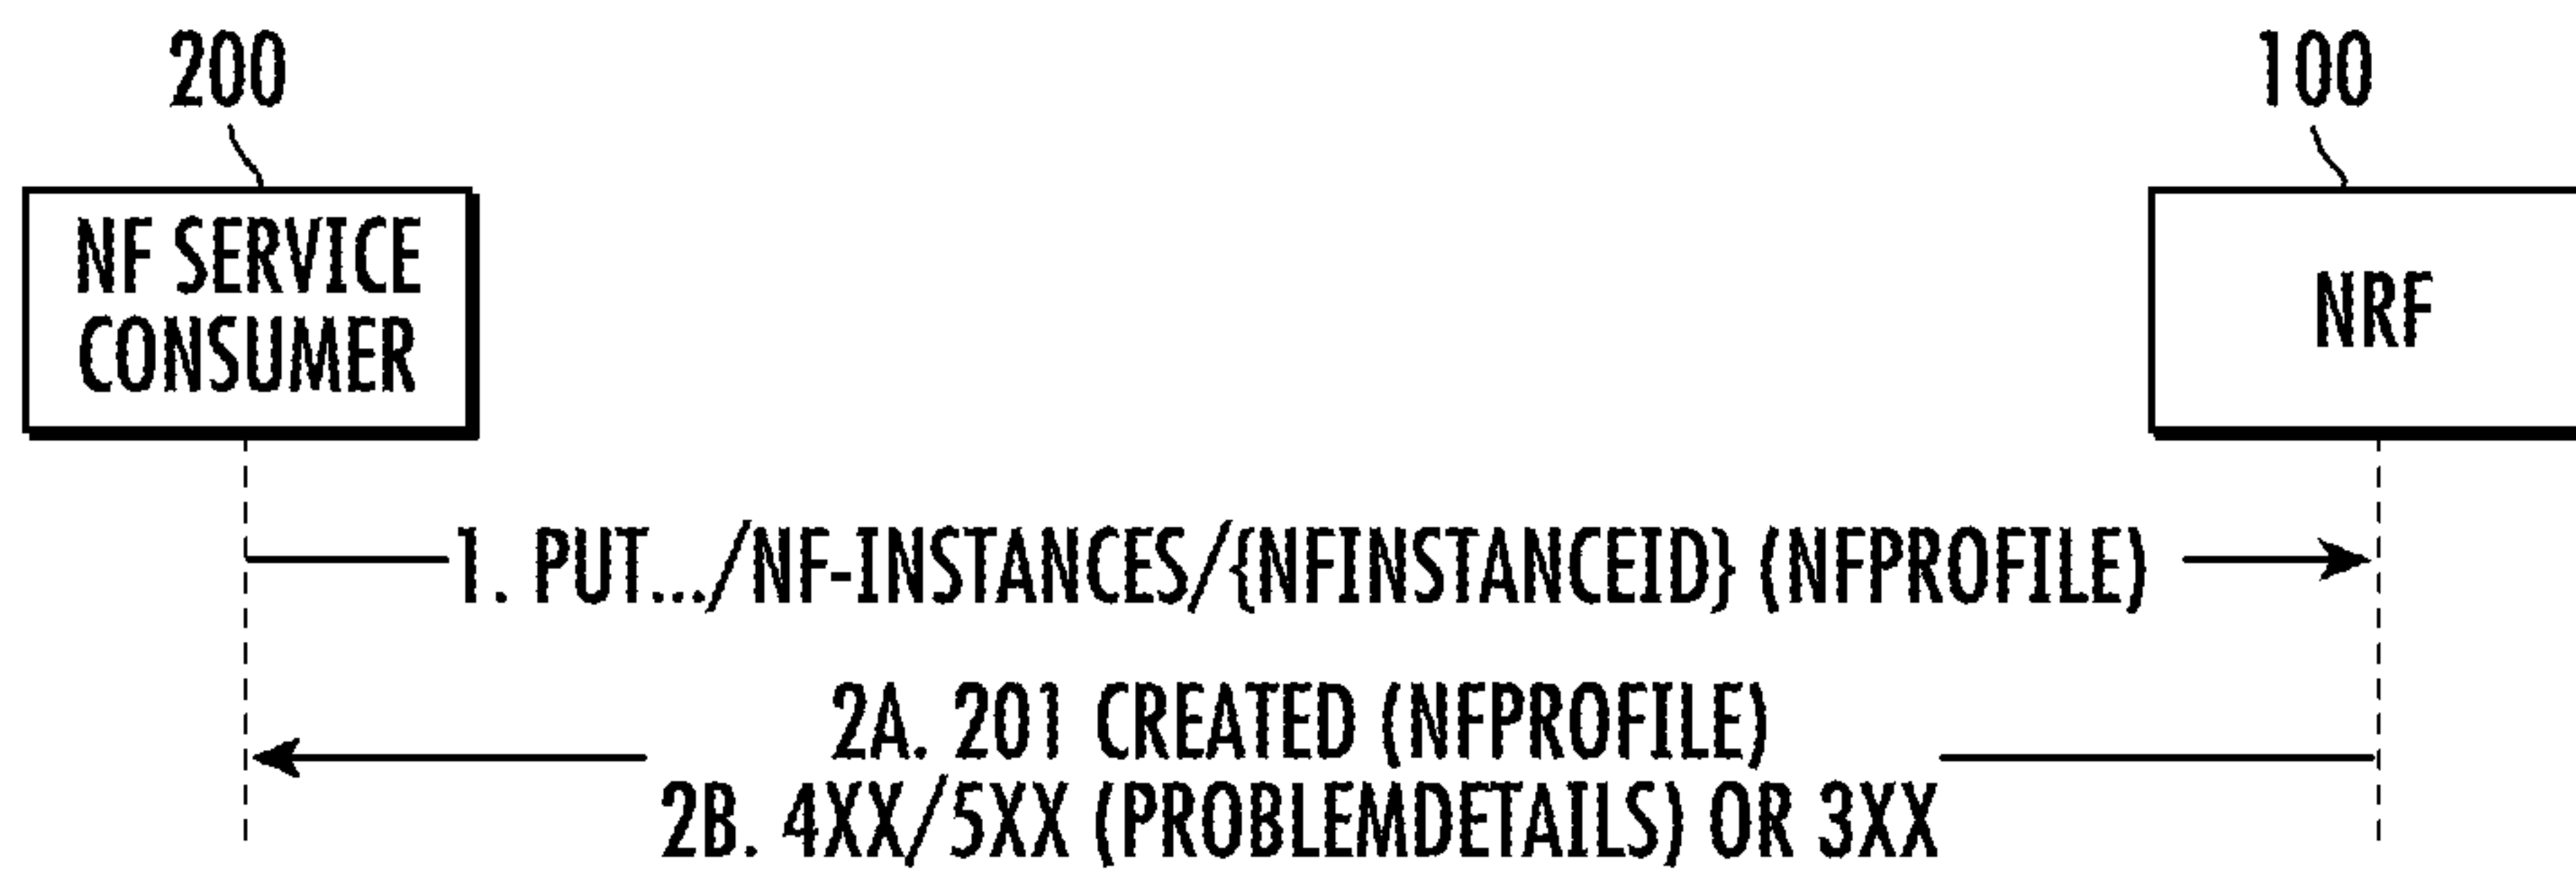 200
100
NF SERVICE
CONSUMER
NRF
1. PUT.../NF-INSTANCES/{NFINSTANCEID} (NFPROFILE)
2A. 201 CREATED (NFPROFILE)
2B. 4XX/5XX (PROBLEMDETAILS) OR 3XX